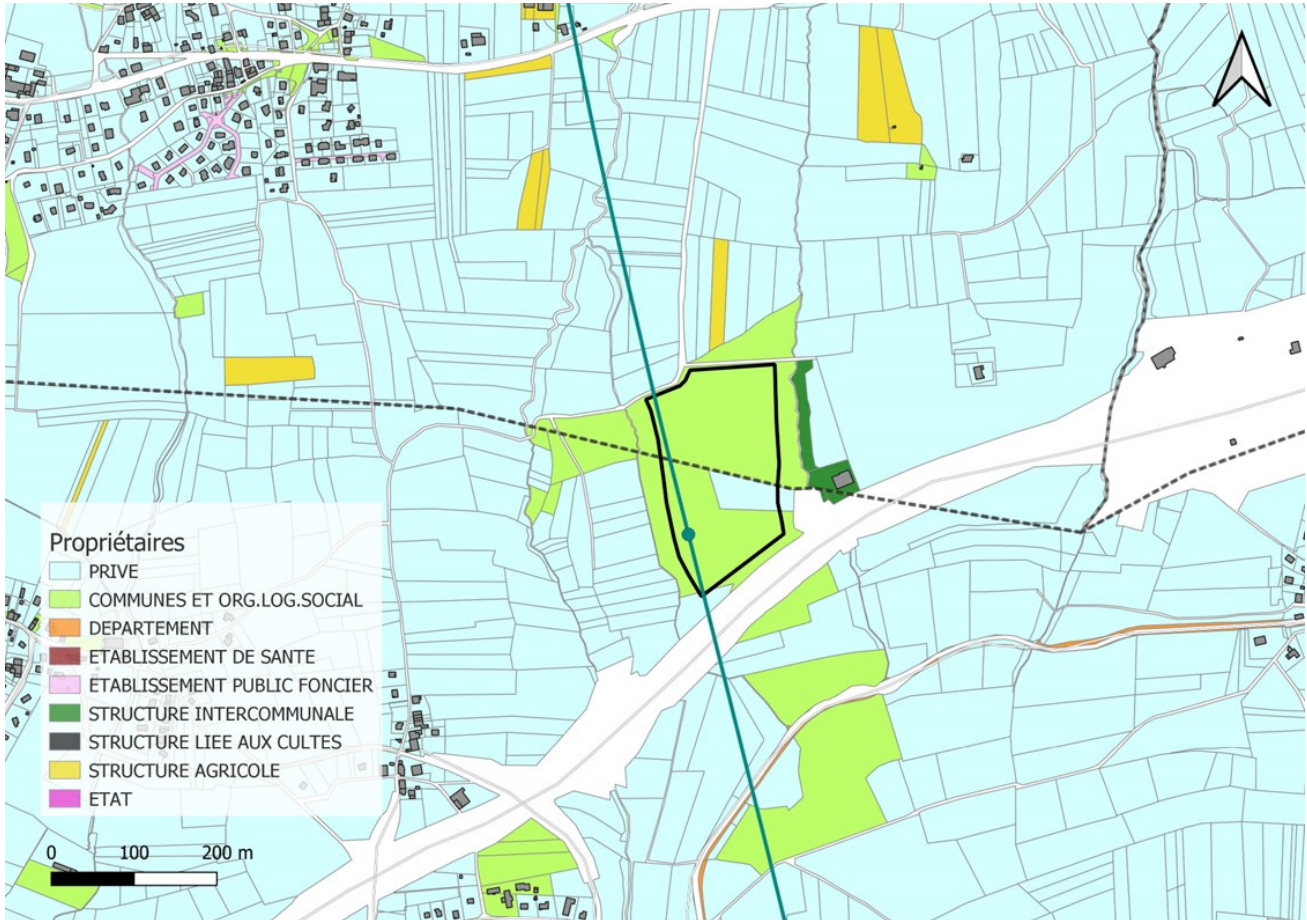 Propriétaires
PRIVE
COMMUNES ET ORG.LOG.SOCIAL
DEPARTEMENT
ETABLISSEMENT DE SANTE
ETABLISSEMENT PUBLIC FONCIER
STRUCTURE INTERCOMMUNALE
STRUCTURE LIEE AUX CULTES
STRUCTURE AGRICOLE
ETAT
0 100 200 m